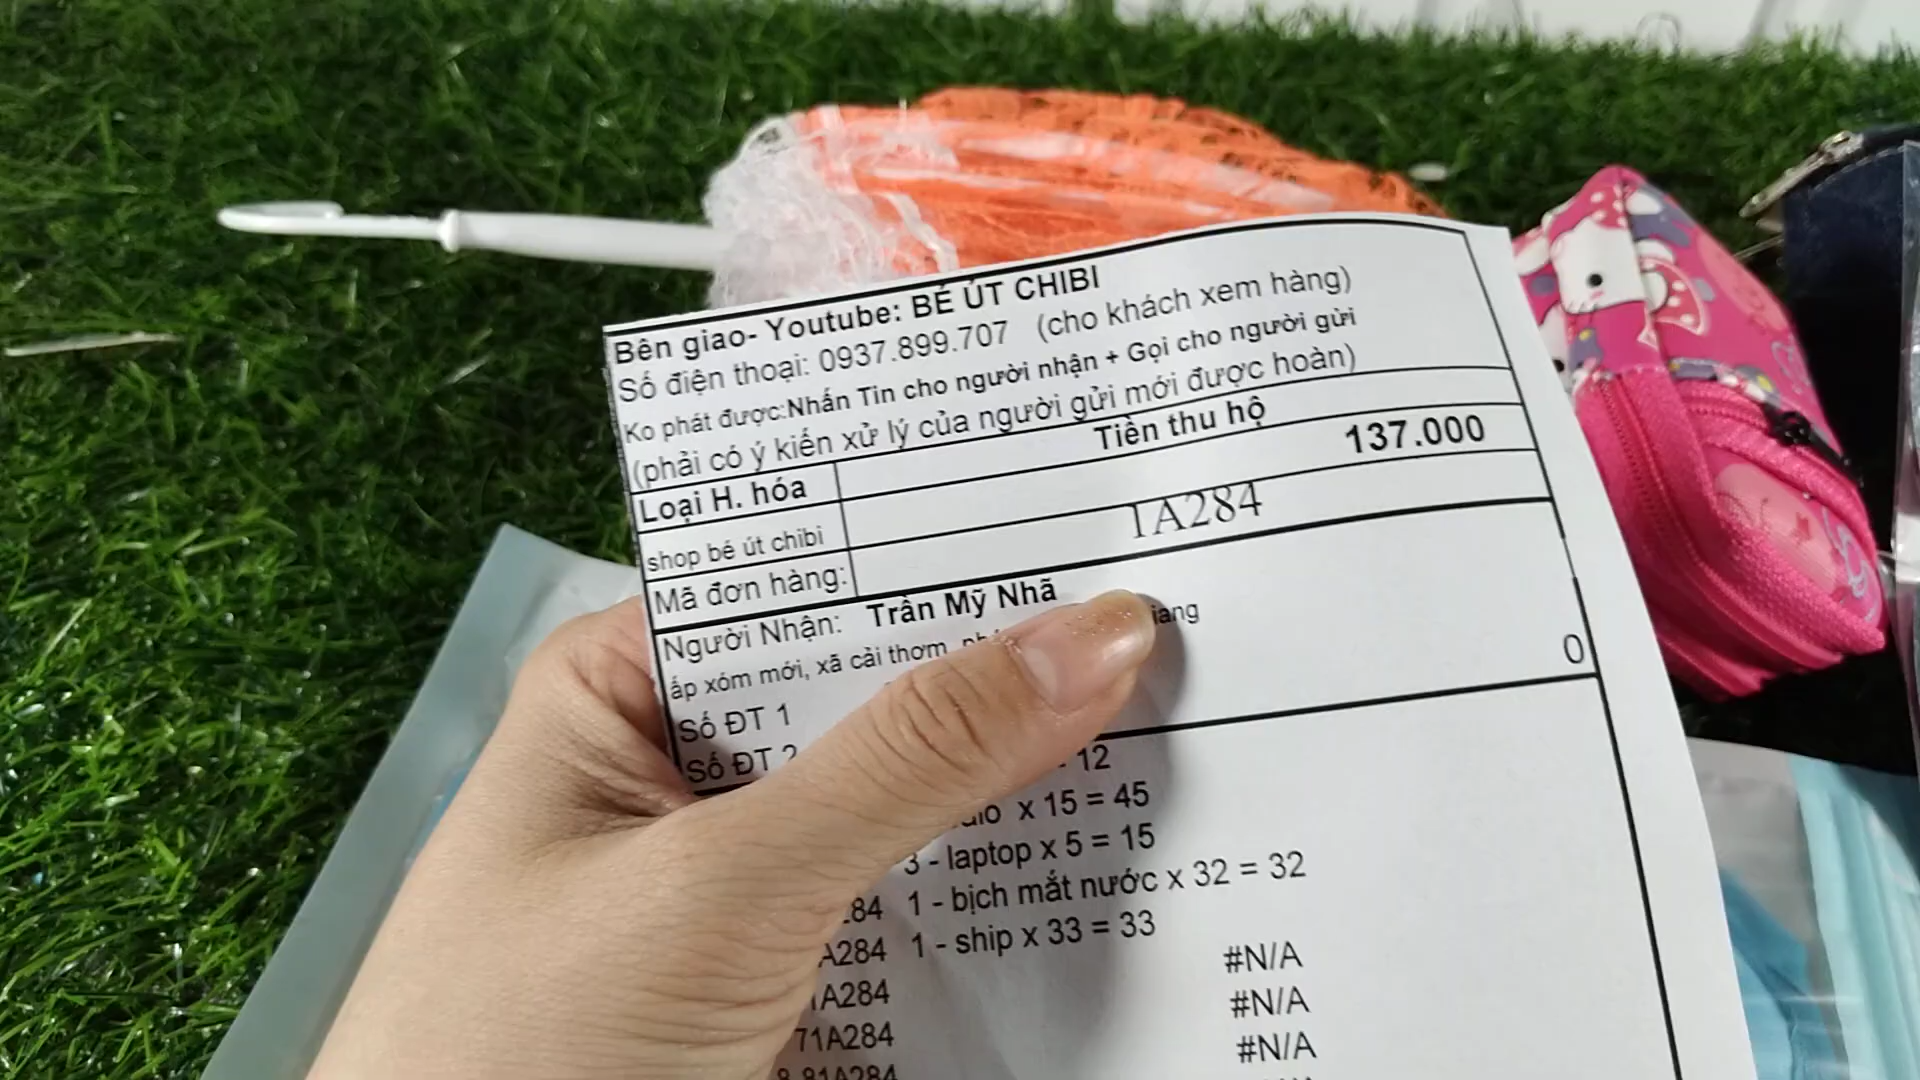 Bên giao- Youtube: BÉ ÚT CHIBI
Số điện thoại: 0937.899.707 (cho khách xem hàng)
Ko phát được:Nhắn Tin cho người nhận + Gọi cho người gửi
(phải có ý kiến xử lý của người gửi mới được hoàn)
Loại H. hóa Tiền thu hộ
shop bé út chibi 137.000
Mã đơn hàng: 1A284
Người Nhận: Trần Mỹ Nhã
ấp xóm mới, xã cải thơm
Số ĐT 1 0
Số ĐT 2
12
x 15 = 45
3 - laptop x 5 = 15
1 - bịch mắt nước x 32 = 32
A284 1 - ship x 33 = 33
1A284 #N/A
71A284 #N/A
81A284 #N/A